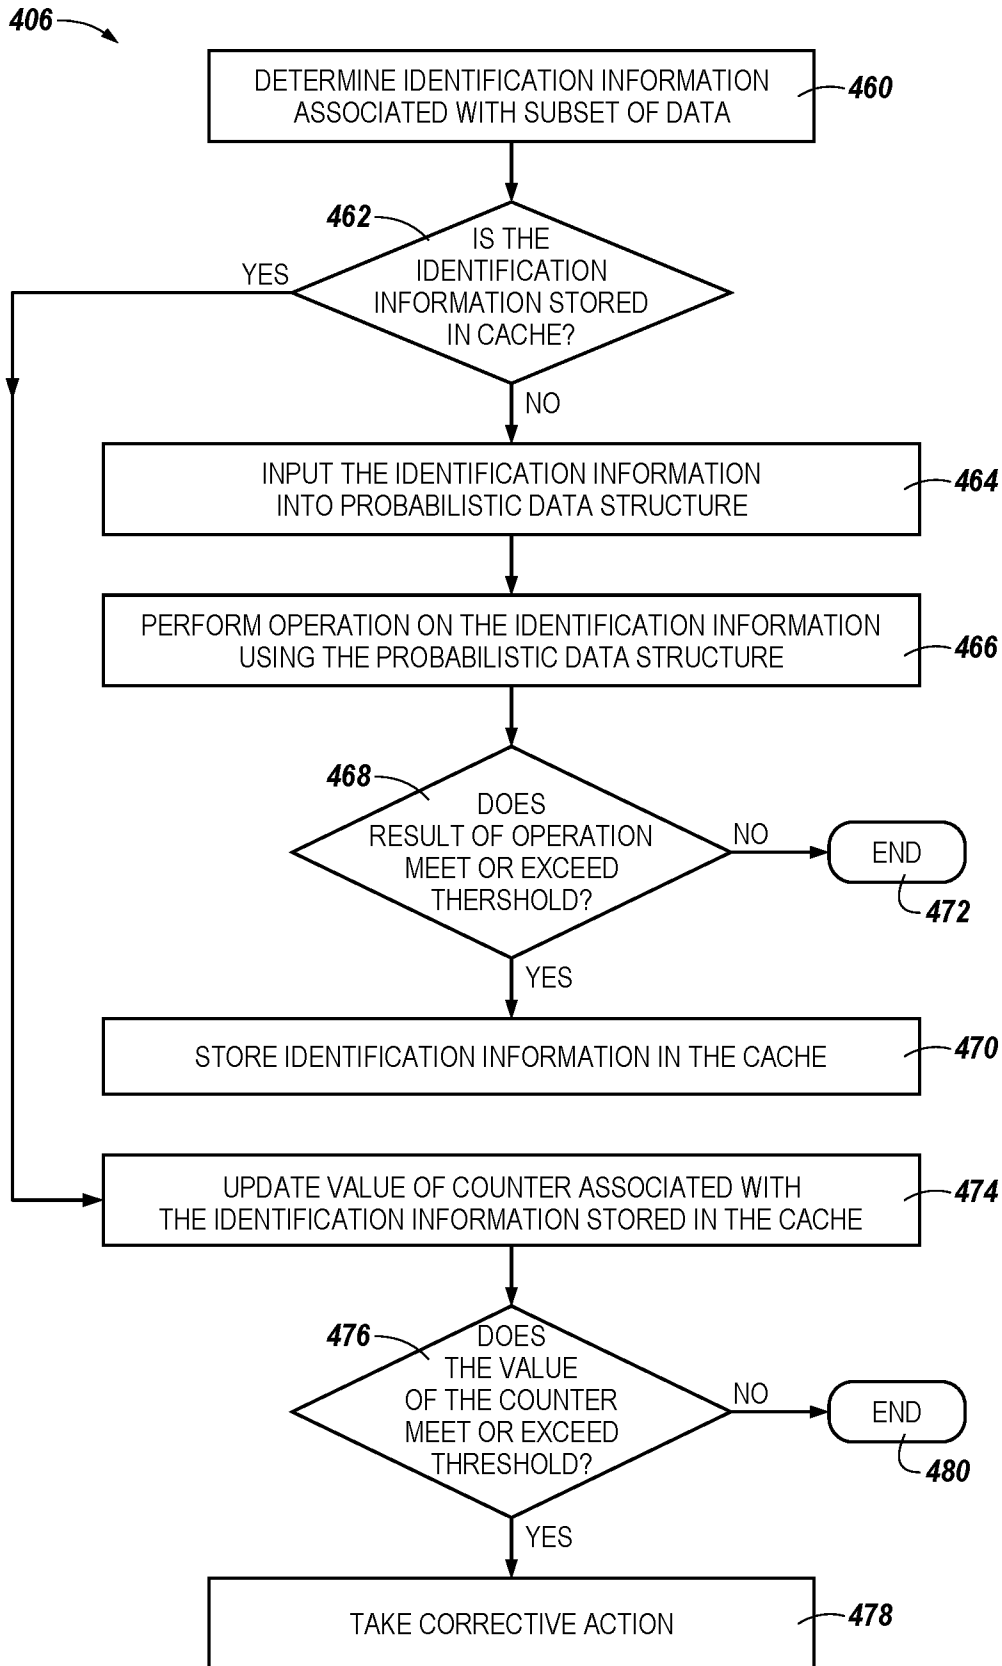 406
DETERMINE IDENTIFICATION INFORMATION
ASSOCIATED WITH SUBSET OF DATA
460
462
IS THE
IDENTIFICATION
INFORMATION STORED
IN CACHE?
YES
NO
INPUT THE IDENTIFICATION INFORMATION
INTO PROBABILISTIC DATA STRUCTURE
464
PERFORM OPERATION ON THE IDENTIFICATION INFORMATION
USING THE PROBABILISTIC DATA STRUCTURE
466
468
DOES
RESULT OF OPERATION
MEET OR EXCEED
THERSHOLD?
NO
END
472
YES
STORE IDENTIFICATION INFORMATION IN THE CACHE
470
UPDATE VALUE OF COUNTER ASSOCIATED WITH
THE IDENTIFICATION INFORMATION STORED IN THE CACHE
474
476
DOES
THE VALUE
OF THE COUNTER
MEET OR EXCEED
THRESHOLD?
NO
END
480
YES
TAKE CORRECTIVE ACTION
478